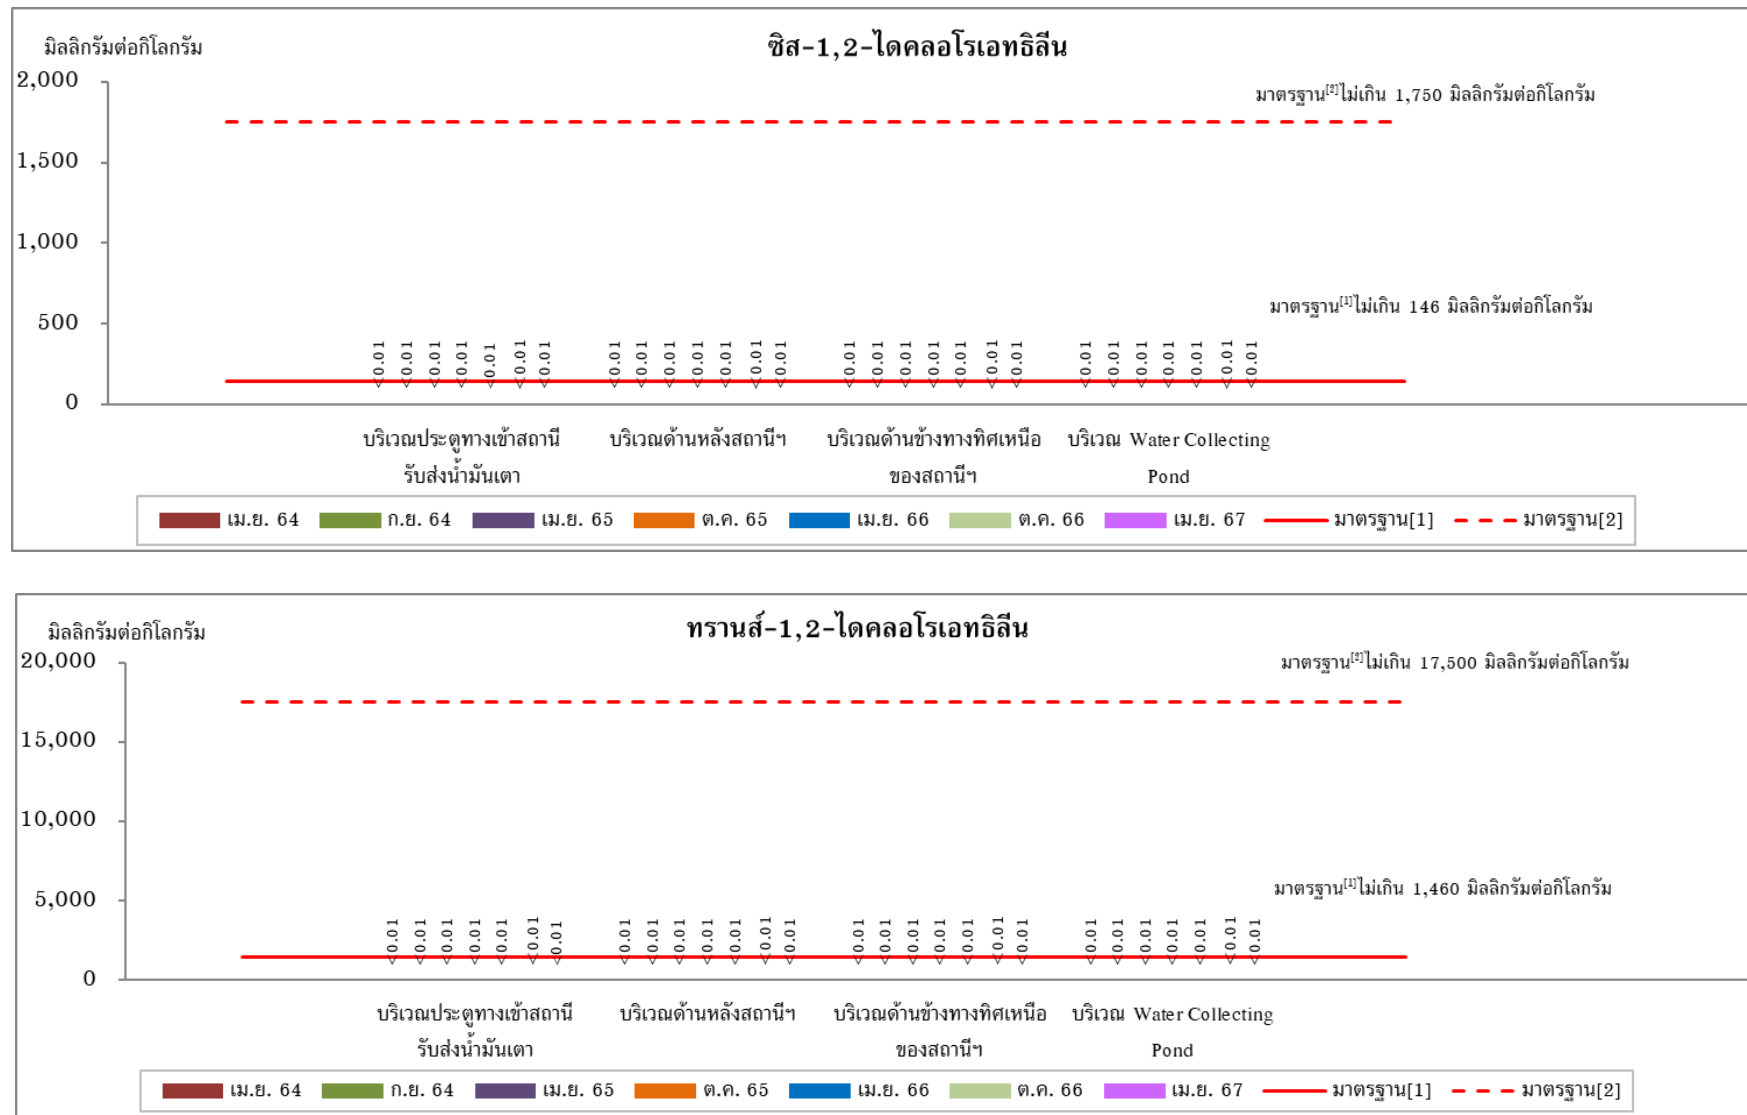 ซิส-1,2-ไดคลอโรเอทธิลีน
มิลลิกรัมต่อกิโลกรัม
2,000
มาตรฐาน[2]ไม่เกิน 1,750 มิลลิกรัมต่อกิโลกรัม
1,500
1,000
มาตรฐาน[1]ไม่เกิน 146 มิลลิกรัมต่อกิโลกรัม
500
<0.01 <0.01 <0.01 <0.01 <0.01 <0.01 <0.01 <0.01 <0.01 <0.01 <0.01 <0.01 <0.01 <0.01 <0.01 <0.01 <0.01 <0.01 <0.01 <0.01 <0.01 <0.01 <0.01 <0.01 <0.01 <0.01 <0.01 <0.01
0
บริเวณประตูทางเข้าสถานี บริเวณด้านหลังสถานีฯ บริเวณด้านข้างทางทิศเหนือ บริเวณ Water Collecting
รับส่งน้ำมันเตา ของสถานีฯ Pond
เม.ย. 64 ก.ย. 64 เม.ย. 65 ต.ค. 65 เม.ย. 66 ต.ค. 66 เม.ย. 67 มาตรฐาน[1] มาตรฐาน[2]
ทรานส์-1,2-ไดคลอโรเอทธิลีน
มิลลิกรัมต่อกิโลกรัม
20,000
มาตรฐาน[2]ไม่เกิน 17,500 มิลลิกรัมต่อกิโลกรัม
15,000
10,000
มาตรฐาน[1]ไม่เกิน 1,460 มิลลิกรัมต่อกิโลกรัม
5,000
<0.01 <0.01 <0.01 <0.01 <0.01 <0.01 <0.01 <0.01 <0.01 <0.01 <0.01 <0.01 <0.01 <0.01 <0.01 <0.01 <0.01 <0.01 <0.01 <0.01 <0.01 <0.01 <0.01 <0.01 <0.01 <0.01 <0.01 <0.01
0
บริเวณประตูทางเข้าสถานี บริเวณด้านหลังสถานีฯ บริเวณด้านข้างทางทิศเหนือ บริเวณ Water Collecting
รับส่งน้ำมันเตา ของสถานีฯ Pond
เม.ย. 64 ก.ย. 64 เม.ย. 65 ต.ค. 65 เม.ย. 66 ต.ค. 66 เม.ย. 67 มาตรฐาน[1] มาตรฐาน[2]